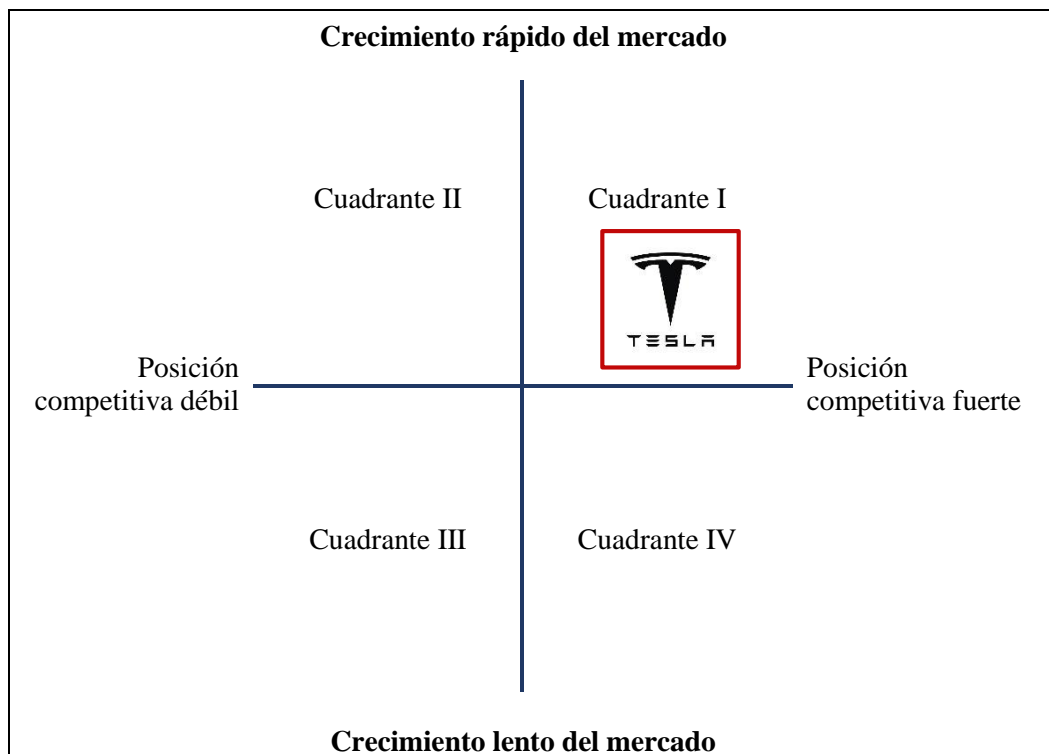 Crecimiento rápido del mercado
Cuadrante II
Cuadrante I
TESLA
Posición
competitiva débil
Posición
competitiva fuerte
Cuadrante III
Cuadrante IV
Crecimiento lento del mercado